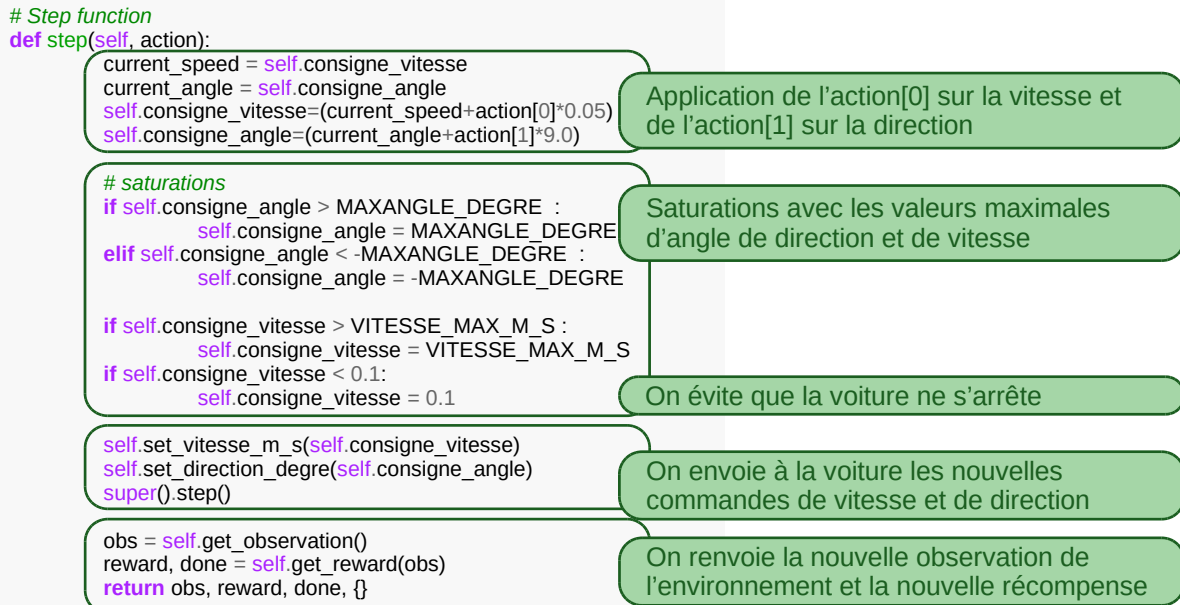 # Step function
def step(self, action):
current_speed = self.consigne_vitesse
current_angle = self.consigne_angle
self.consigne_vitesse=(current_speed+action[0]*0.05)
self.consigne_angle=(current_angle+action[1]*9.0)
Application de l’action[0] sur la vitesse et
de l’action[1] sur la direction
# saturations
if self.consigne_angle > MAXANGLE_DEGRE :
self.consigne_angle = MAXANGLE_DEGRE
elif self.consigne_angle < -MAXANGLE_DEGRE :
self.consigne_angle = -MAXANGLE_DEGRE
if self.consigne_vitesse > VITESSE_MAX_M_S :
self.consigne_vitesse = VITESSE_MAX_M_S
if self.consigne_vitesse < 0.1:
self.consigne_vitesse = 0.1
Saturations avec les valeurs maximales
d’angle de direction et de vitesse
On évite que la voiture ne s’arrête
self.set_vitesse_m_s(self.consigne_vitesse)
self.set_direction_degre(self.consigne_angle)
super().step()
On envoie à la voiture les nouvelles
commandes de vitesse et de direction
obs = self.get_observation()
reward, done = self.get_reward(obs)
return obs, reward, done, {}
On renvoie la nouvelle observation de
l’environnement et la nouvelle récompense